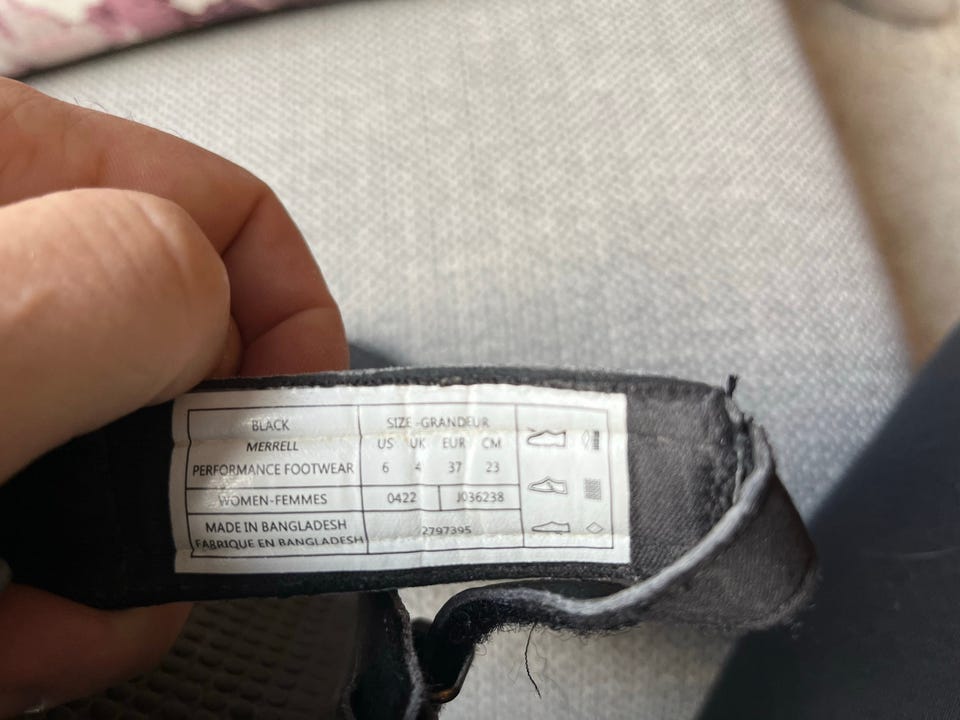 BLACK
MERRELL
PERFORMANCE FOOTWEAR
WOMEN-FEMMES
MADE IN BANGLADESH
FABRIQUE EN BANGLADESH
SIZE -GRANDEUR
US UK EUR CM
6 4 37 23
0422 J036238
2797395